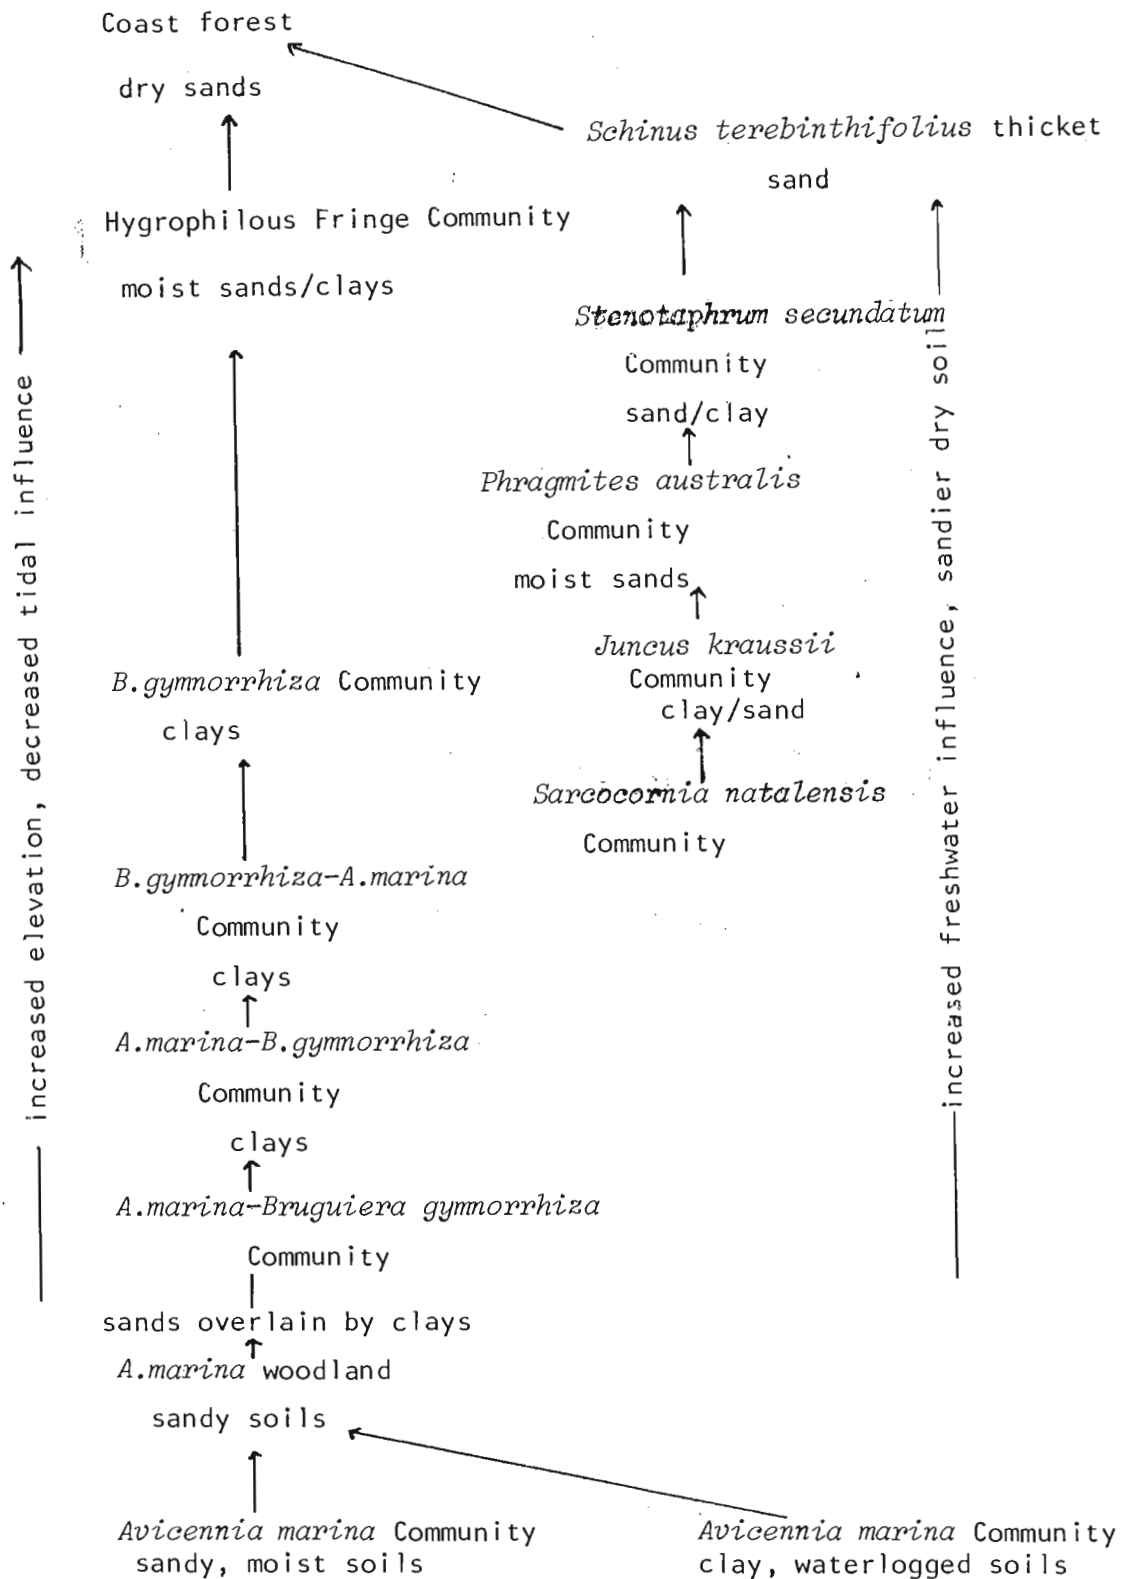 Coast forest
dry sands
Schinus terebinthifolius thicket
sand
Hygrophilous Fringe Community
moist sands/clays
Stenotaphrum secundatum
Community
sand/clay
Phragmites australis
Community
moist sands
Juncus kraussii
Community
clay/sand
B.gymnorrhiza Community
clays
Sarcocornia natalensis
Community
B.gymnorrhiza-A.marina
Community
clays
A.marina-B.gymnorrhiza
Community
clays
A.marina-Bruguiera gymnorrhiza
Community
sands overlain by clays
A.marina woodland
sandy soils
Avicennia marina Community
sandy, moist soils
Avicennia marina Community
clay, waterlogged soils
increased elevation, decreased tidal influence
increased freshwater influence, sandier dry soil